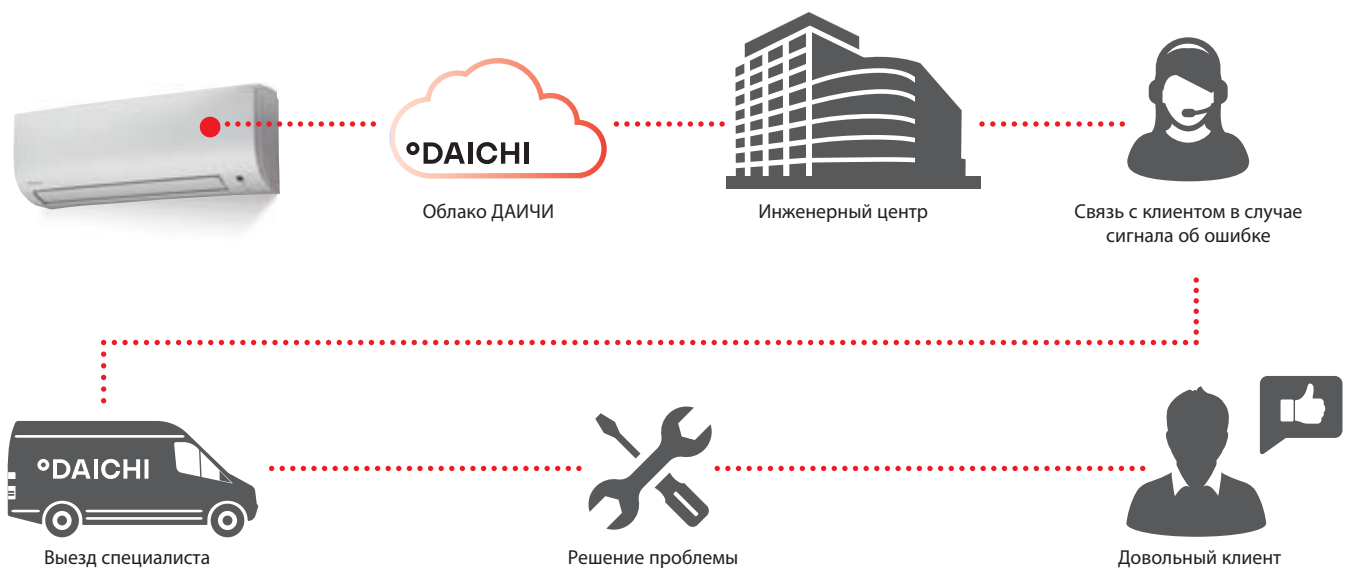 °DAICHI
Облако ДАИЧИ
Инженерный центр
Связь с клиентом в случае
сигнала об ошибке
°DAICHI
Выезд специалиста
Решение проблемы
Довольный клиент